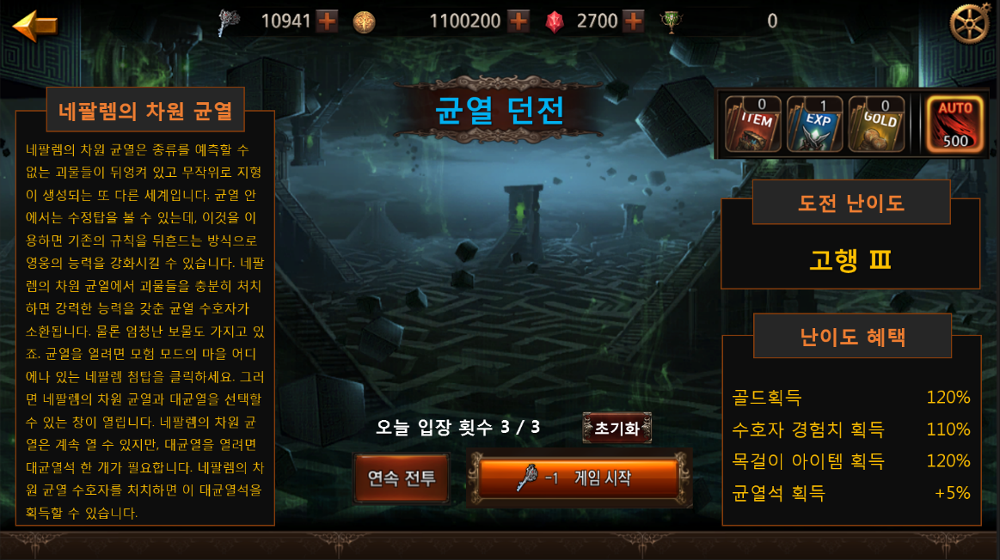 10941
1100200
2700
0
네팔렘의 차원 균열
네팔렘의 차원 균열은 종류를 예측할 수
없는 괴물들이 뒤엉켜 있고 무작위로 지형
이 생성되는 또 다른 세계입니다. 균열 안
에서는 수정탑을 볼 수 있는데, 이것을 이
용하면 기존의 규칙을 뒤흔드는 방식으로
영웅의 능력을 강화시킬 수 있습니다. 네팔
렘의 차원 균열에서 괴물들을 충분히 처치
하면 강력한 능력을 갖춘 균열 수호자가
소환됩니다. 물론 엄청난 보물도 가지고 있
죠. 균열을 열려면 모험 모드의 마을 어디
에나 있는 네팔렘 첨탑을 클릭하세요. 그러
면 네팔렘의 차원 균열과 대균열을 선택할
수 있는 창이 열립니다. 네팔렘의 차원 균
열은 계속 열 수 있지만, 대균열을 열려면
대균열석 한 개가 필요합니다. 네팔렘의 차
원 균열 수호자를 처치하면 이 대균열석을
획득할 수 있습니다.
균열 던전
0 1 0
ITEM EXP GOLD AUTO
500
도전 난이도
고행 Ⅲ
난이도 혜택
골드획득 120%
수호자 경험치 획득 110%
목걸이 아이템 획득 120%
균열석 획득 +5%
오늘 입장 횟수 3 / 3 초기화
연속 전투 -1 게임 시작